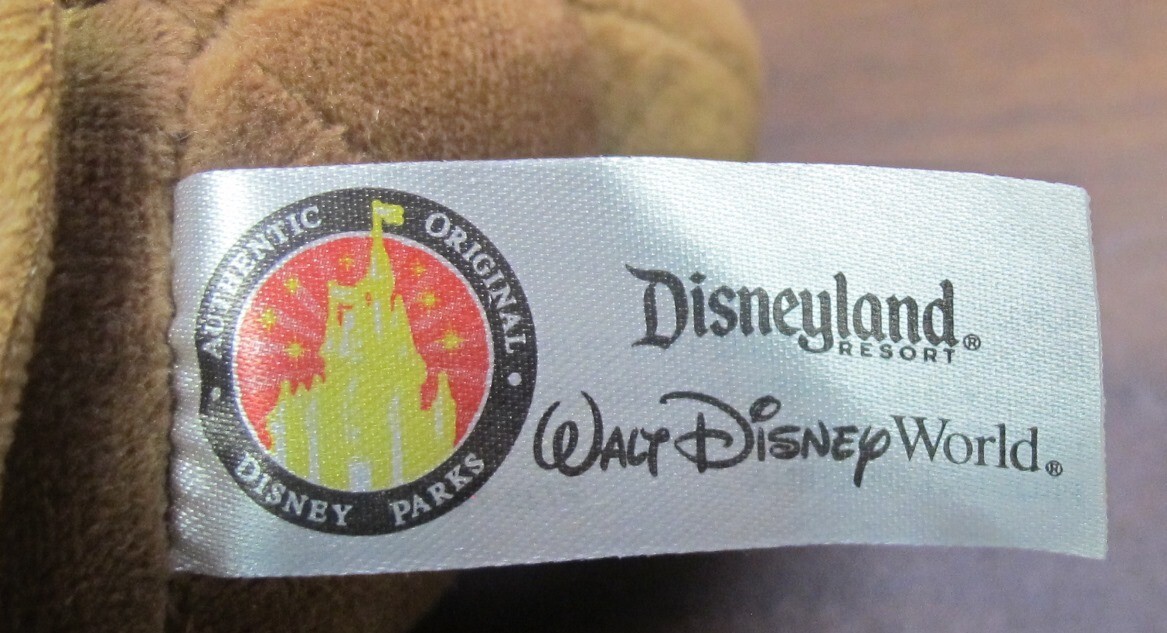 AUTHENTIC ORIGINAL
DISNEY PARKS
Disneyland®
RESORT
WALT DISNEY World®